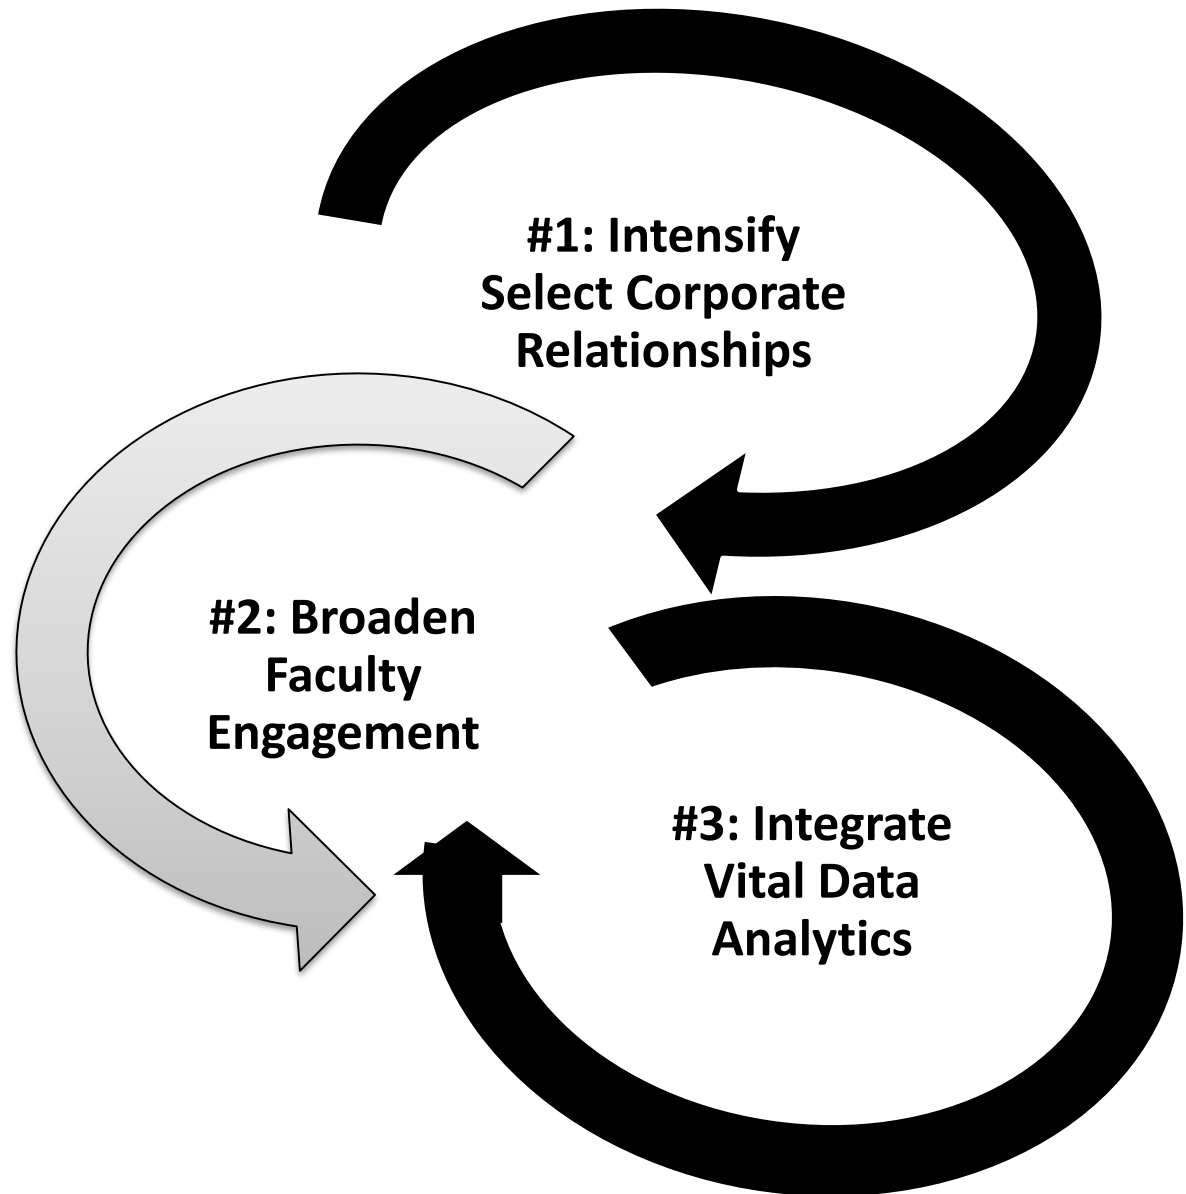 #1: Intensify
Select Corporate
Relationships
#2: Broaden
Faculty
Engagement
#3: Integrate
Vital Data
Analytics